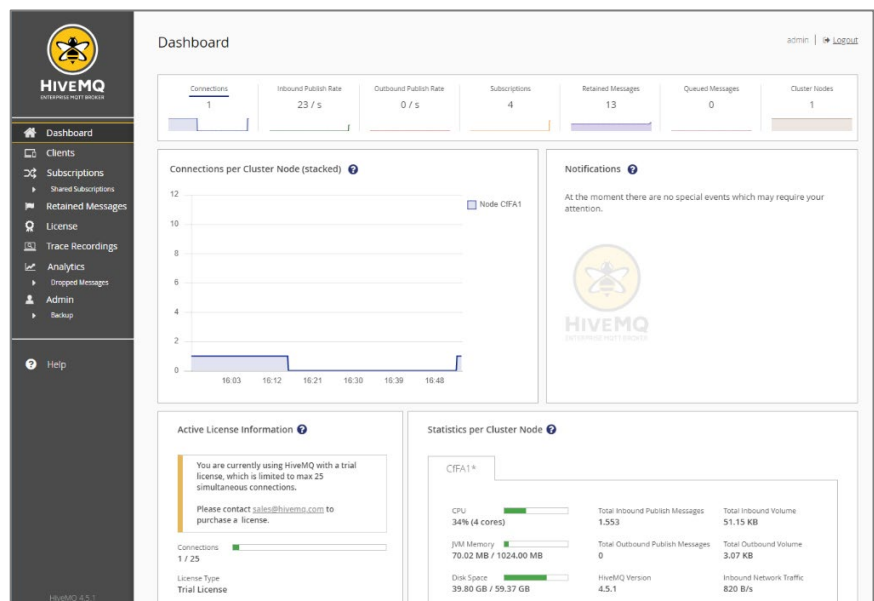 HIVEMQ
ENTERPRISE MQTT BROKER
Dashboard
Clients
Subscriptions
Shared Subscriptions
Retained Messages
License
Trace Recordings
Analytics
Dropped Messages
Admin
Backup
Help
HiveMQ 4.5.1
Dashboard
admin | Logout
Connections
1
Inbound Publish Rate
23 / s
Outbound Publish Rate
0 / s
Subscriptions
4
Retained Messages
13
Queued Messages
0
Cluster Nodes
1
Connections per Cluster Node (stacked) ?
12
10
8
6
4
2
0
16:03 16:12 16:21 16:30 16:39 16:48
Node CfFA1
Notifications ?
At the moment there are no special events which may require your
attention.
HIVEMQ
ENTERPRISE MQTT BROKER
Active License Information ?
You are currently using HiveMQ with a trial
license, which is limited to max 25
simultaneous connections.
Please contact sales@hivemq.com to
purchase a license.
Connections
1 / 25
License Type
Trial License
Statistics per Cluster Node ?
CfFA1*
CPU
34% (4 cores)
JVM Memory
70.02 MB / 1024.00 MB
Disk Space
39.80 GB / 59.37 GB
Total Inbound Publish Messages
1.553
Total Outbound Publish Messages
0
HiveMQ Version
4.5.1
Total Inbound Volume
51.15 KB
Total Outbound Volume
3.07 KB
Inbound Network Traffic
820 B/s